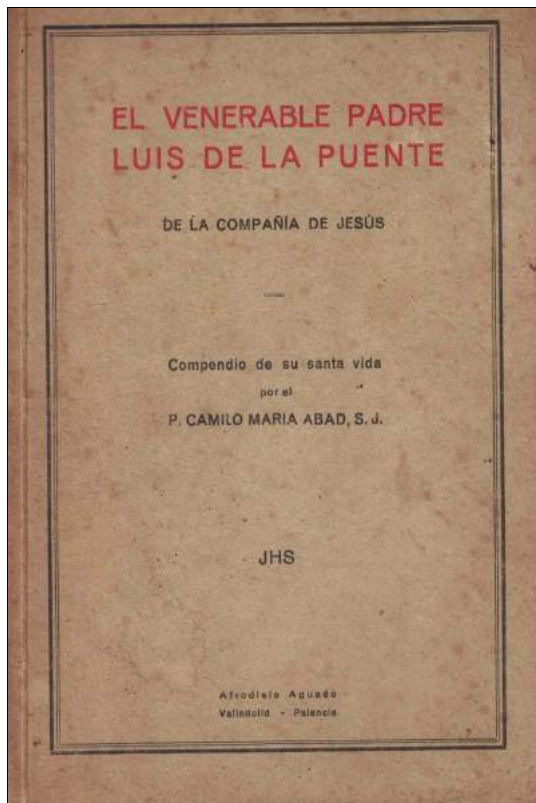 EL VENERABLE PADRE
LUIS DE LA PUENTE
DE LA COMPAÑÍA DE JESÚS
Compendio de su santa vida
por el
P. CAMILO MARIA ABAD, S. J.
JHS
Afrodisio Aguado
Valladolid - Palencia